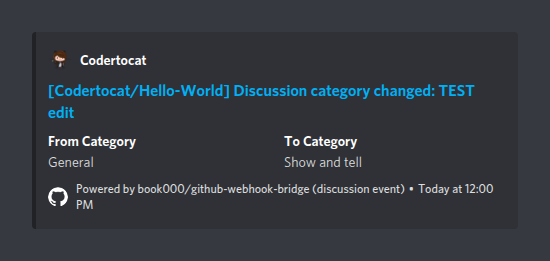 Codertocat
[Codertocat/Hello-World] Discussion category changed: TEST
edit
From Category
To Category
General
Show and tell
Powered by book000/github-webhook-bridge (discussion event) • Today at 12:00
PM